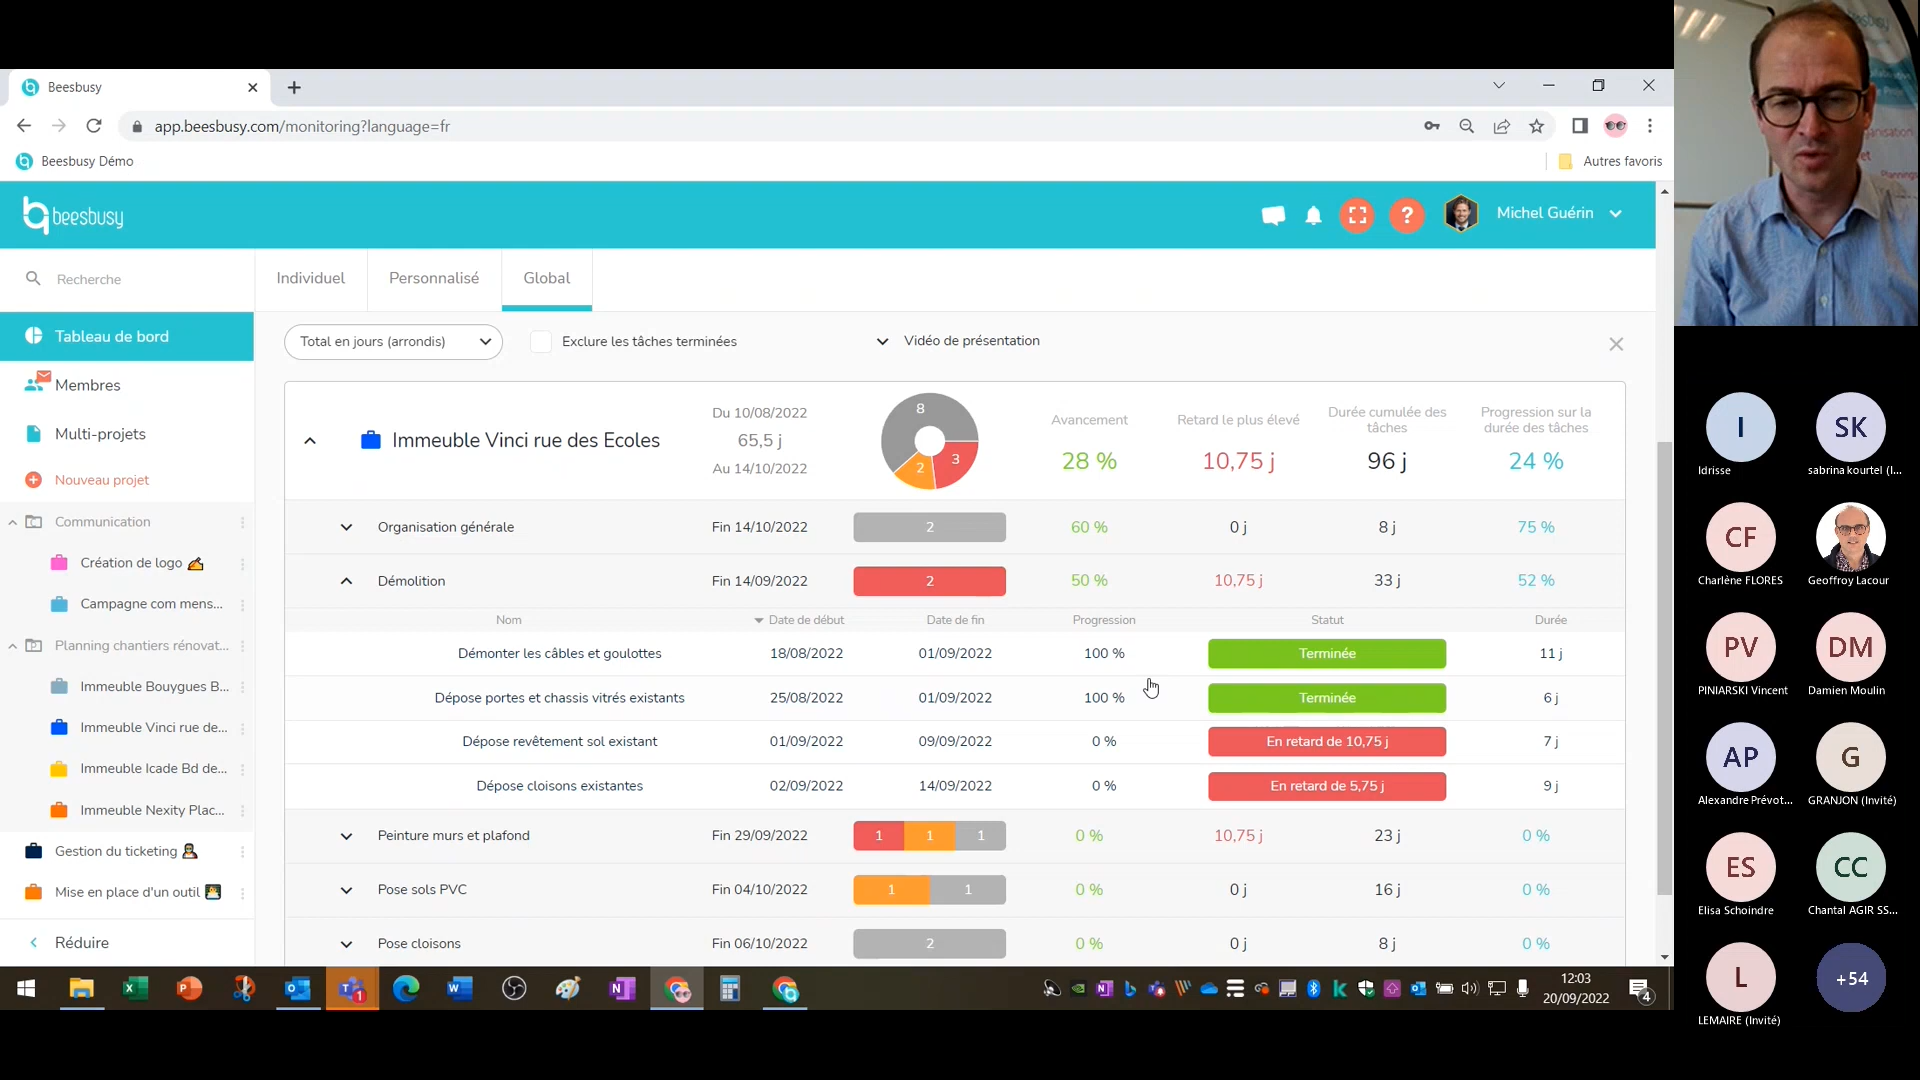 Beesbusy
app.beesbusy.com/monitoring?language=fr
Beesbusy Démo
Autres favoris
beesbusy
Michel Guérin
Recherche
Individuel
Personnalisé
Global
Tableau de bord
Total en jours (arrondis)
Exclure les tâches terminées
Vidéo de présentation
Membres
Multi-projets
Nouveau projet
Communication
Création de logo
Campagne com mens...
Planning chantiers rénovat...
Immeuble Bouygues B...
Immeuble Vinci rue de...
Immeuble Icade Bd de...
Immeuble Nexity Plac...
Gestion du ticketing
Mise en place d'un outil
Réduire
Immeuble Vinci rue des Ecoles
Du 10/08/2022
65,5 j
Au 14/10/2022
8
3
2
Avancement
28 %
Retard le plus élevé
10,75 j
Durée cumulée des
tâches
96 j
Progression sur la
durée des tâches
24 %
Organisation générale Fin 14/10/2022 2 60 % 0 j 8 j 75 %
Démolition Fin 14/09/2022 2 50 % 10,75 j 33 j 52 %
Nom Date de début Date de fin Progression Statut Durée
Démonter les câbles et goulottes 18/08/2022 01/09/2022 100 % Terminée 11 j
Dépose portes et chassis vitrés existants 25/08/2022 01/09/2022 100 % Terminée 6 j
Dépose revêtement sol existant 01/09/2022 09/09/2022 0 % En retard de 10,75 j 7 j
Dépose cloisons existantes 02/09/2022 14/09/2022 0 % En retard de 5,75 j 9 j
Peinture murs et plafond Fin 29/09/2022 1 1 1 0 % 10,75 j 23 j 0 %
Pose sols PVC Fin 04/10/2022 1 1 0 % 0 j 16 j 0 %
Pose cloisons Fin 06/10/2022 2 0 % 0 j 8 j 0 %
12:03
20/09/2022
4
1
I
Idrisse
SK
sabrina kourtel (I...
CF
Charlène FLORES
Geoffroy Lacour
PV
PINIARSKI Vincent
DM
Damien Moulin
AP
Alexandre Prévot...
G
GRANJON (Invité)
ES
Elisa Schoindre
CC
Chantal AGIR SS...
L
LEMAIRE (Invité)
+54